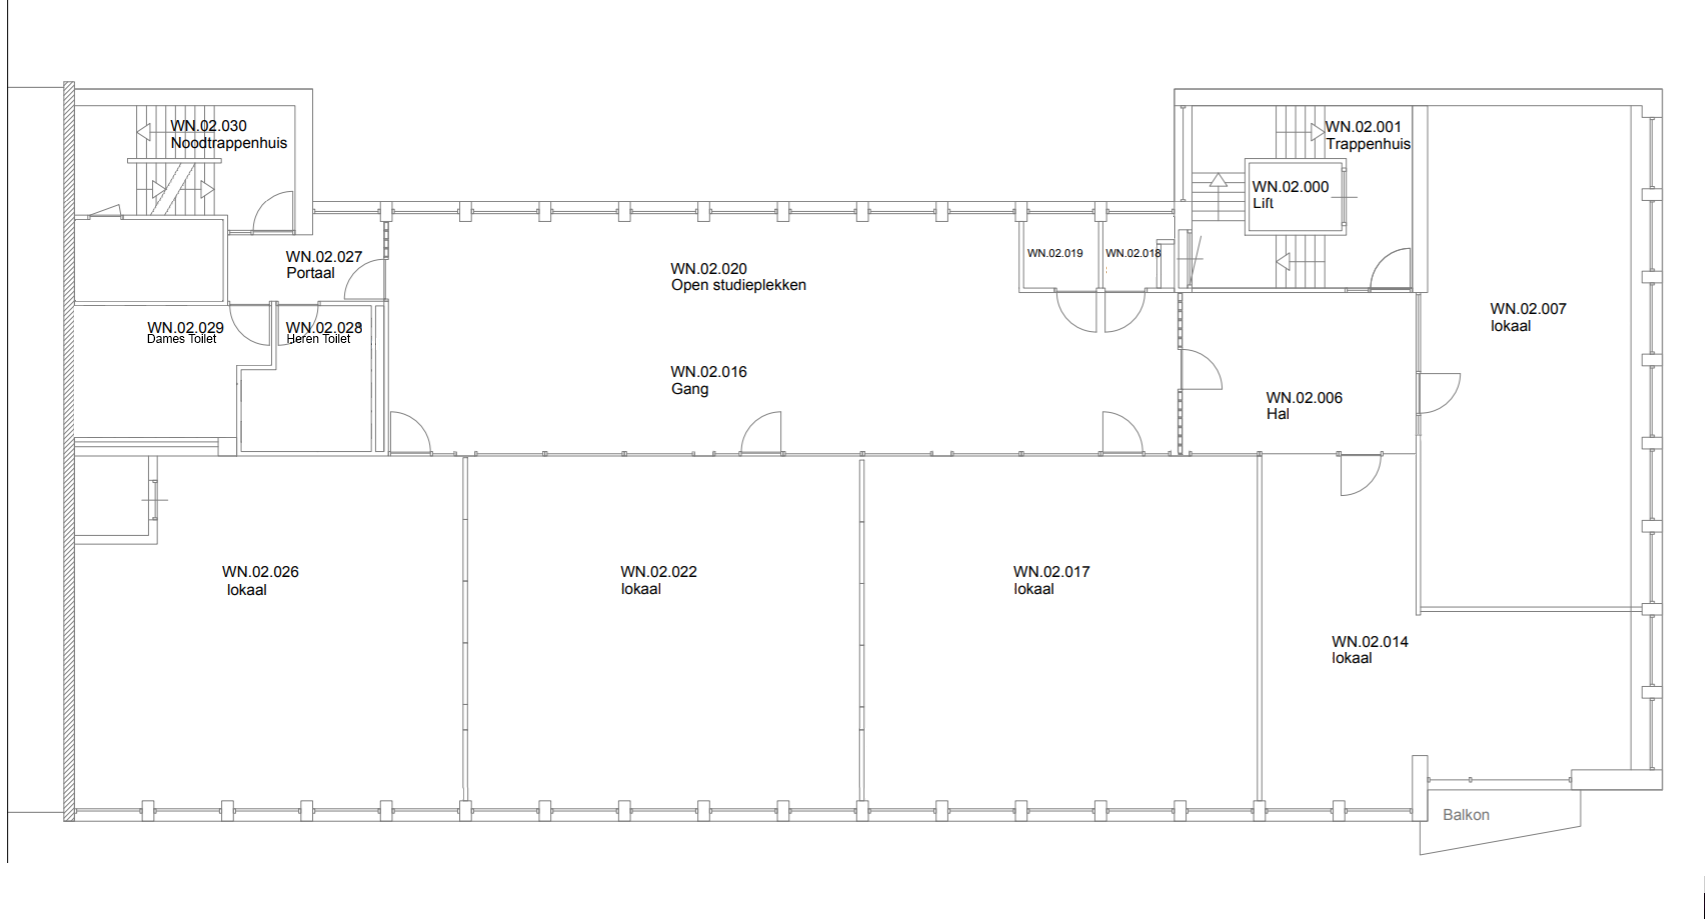 WN.02.030
Noodtrappenhuis
WN.02.001
Trappenhuis
WN.02.000
Lift
WN.02.027
Portaal
WN.02.020
Open studieplekken
WN.02.019
WN.02.018
WN.02.007
lokaal
WN.02.029
Dames Toilet
WN.02.028
Heren Toilet
WN.02.016
Gang
WN.02.006
Hal
WN.02.026
lokaal
WN.02.022
lokaal
WN.02.017
lokaal
WN.02.014
lokaal
Balkon